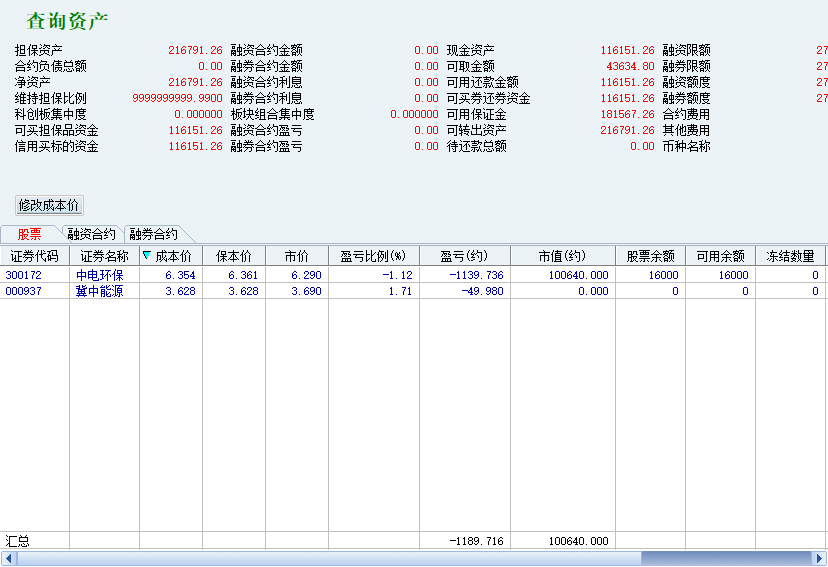 查询资产
担保资产 216791.26 融资合约金额 0.00 现金资产 116151.26 融资限额 27
合约负债总额 0.00 融券合约金额 0.00 可取金额 43634.80 融券限额 27
净资产 216791.26 融资合约利息 0.00 可用还款金额 116151.26 融资额度 27
维持担保比例 9999999999.9900 融券合约利息 0.00 可买券还券资金 116151.26 融券额度 27
科创板集中度 0.000000 板块组合集中度 0.000000 可用保证金 181567.26 合约费用
可买担保品资金 116151.26 融资合约盈亏 0.00 可转出资产 216791.26 其他费用
信用买标的资金 116151.26 融券合约盈亏 0.00 待还款总额 0.00 币种名称
修改成本价
股票 融资合约 融券合约
证券代码 证券名称 成本价 保本价 市价 盈亏比例(%) 盈亏(约) 市值(约) 股票余额 可用余额 冻结数量
300172 中电环保 6.354 6.361 6.290 -1.12 -1139.736 100640.000 16000 16000 0
000937 冀中能源 3.628 3.628 3.690 1.71 -49.980 0.000 0 0 0
汇总 -1189.716 100640.000